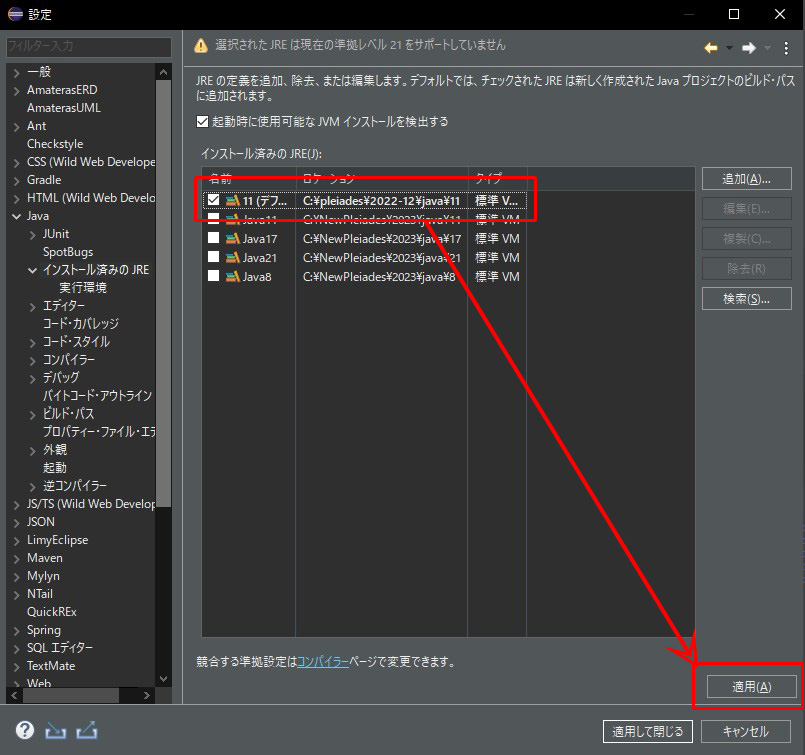 設定
フィルター入力
一般
AmaterasERD
AmaterasUML
Ant
Checkstyle
CSS (Wild Web Develope
Gradle
HTML (Wild Web Develo
Java
JUnit
SpotBugs
インストール済みの JRE
実行環境
エディター
コード・カバレッジ
コード・スタイル
コンパイラー
デバッグ
バイトコード・アウトライン
ビルド・パス
プロパティー・ファイル・エデ
外観
起動
逆コンパイラー
JS/TS (Wild Web Develop
JSON
LimyEclipse
Maven
Mylyn
NTail
QuickREx
Spring
SQL エディター
TextMate
Web
選択された JRE は現在の準拠レベル 21 をサポートしていません
JRE の定義を追加、除去、または編集します。デフォルトでは、チェックされた JRE は新しく作成された Java プロジェクトのビルド・パス
に追加されます。
起動時に使用可能な JVM インストールを検出する
インストール済みの JRE(J):
名前 ロケーション タイプ
11 (デフ... C:¥pleiades¥2022-12¥java¥11 標準 V...
Java11 C:¥NewPleiades¥2023¥java¥11 標準 VM
Java17 C:¥NewPleiades¥2023¥java¥17 標準 VM
Java21 C:¥NewPleiades¥2023¥java¥21 標準 VM
Java8 C:¥NewPleiades¥2023¥java¥8 標準 VM
追加(A)...
編集(E)...
複製(C)...
除去(R)
検索(S)...
競合する準拠設定はコンパイラーページで変更できます。
適用(A)
適用して閉じる
キャンセル